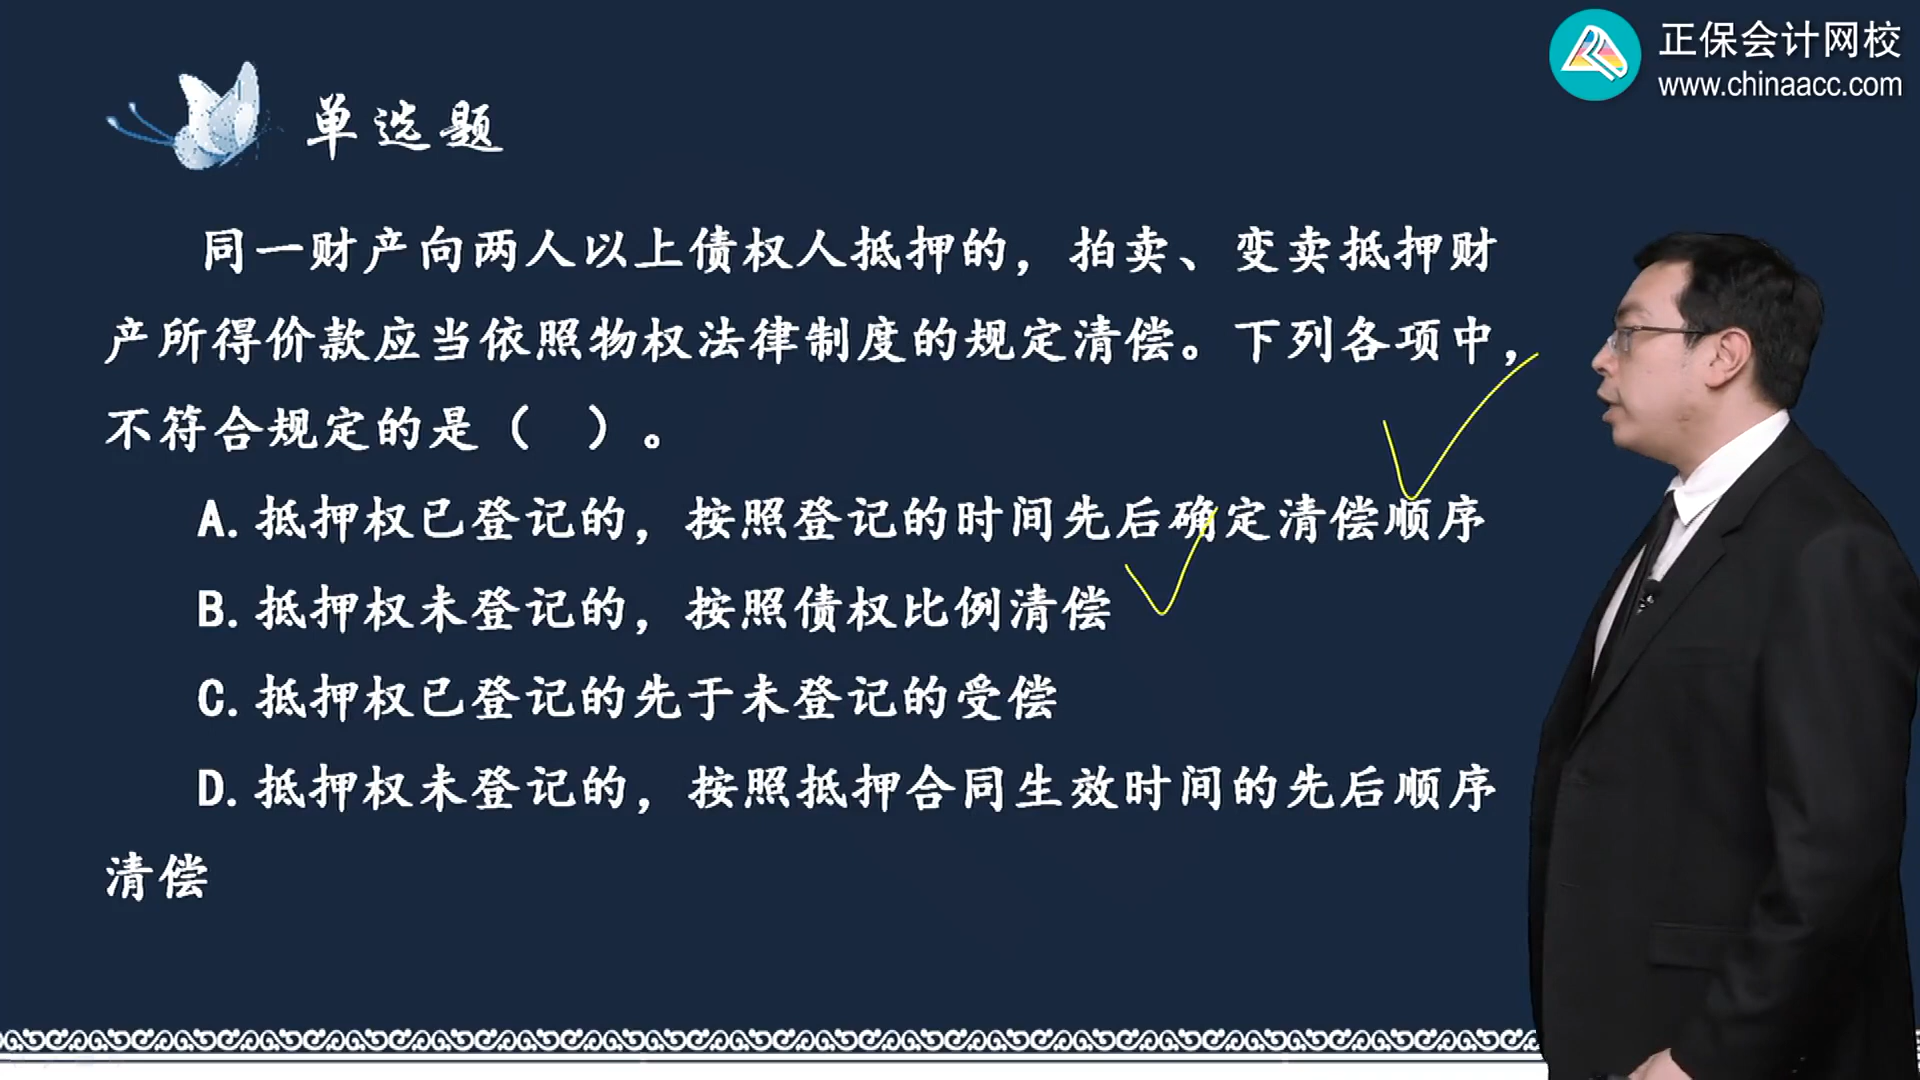 正保会计网校
www.chinaacc.com
单选题
同一财产向两人以上债权人抵押的，拍卖、变卖抵押财
产所得价款应当依照物权法律制度的规定清偿。下列各项中，
不符合规定的是（　）。
A. 抵押权已登记的，按照登记的时间先后确定清偿顺序
B. 抵押权未登记的，按照债权比例清偿
C. 抵押权已登记的先于未登记的受偿
D. 抵押权未登记的，按照抵押合同生效时间的先后顺序
清偿